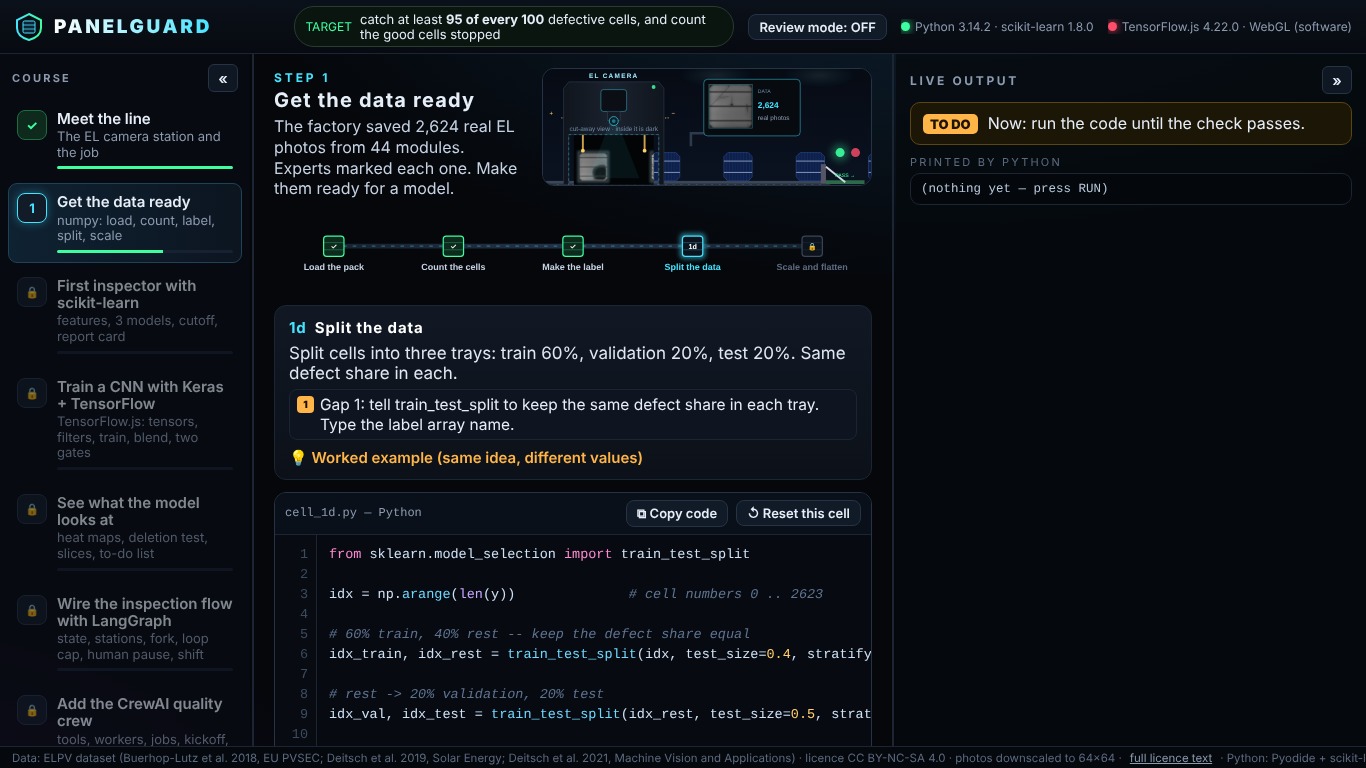 PANELGUARD
TARGET catch at least 95 of every 100 defective cells, and count
the good cells stopped
Review mode: OFF
Python 3.14.2 · scikit-learn 1.8.0
TensorFlow.js 4.22.0 · WebGL (software)
COURSE
«
Meet the line
The EL camera station and
the job
1
Get the data ready
numpy: load, count, label,
split, scale
First inspector with
scikit-learn
features, 3 models, cutoff,
report card
Train a CNN with Keras
+ TensorFlow
TensorFlow.js: tensors,
filters, train, blend, two
gates
See what the model
looks at
heat maps, deletion test,
slices, to-do list
Wire the inspection flow
with LangGraph
state, stations, fork, loop
cap, human pause, shift
Add the CrewAI quality
crew
tools, workers, jobs, kickoff,
STEP 1
Get the data ready
The factory saved 2,624 real EL
photos from 44 modules.
Experts marked each one. Make
them ready for a model.
EL CAMERA
cut-away view · inside it is dark
DATA
2,624
real photos
Load the pack
Count the cells
Make the label
1d
Split the data
Scale and flatten
1d Split the data
Split cells into three trays: train 60%, validation 20%, test 20%. Same
defect share in each.
1 Gap 1: tell train_test_split to keep the same defect share in each tray.
Type the label array name.
💡 Worked example (same idea, different values)
cell_1d.py — Python
Copy code
Reset this cell
1 from sklearn.model_selection import train_test_split
2
3 idx = np.arange(len(y)) # cell numbers 0 .. 2623
4
5 # 60% train, 40% rest -- keep the defect share equal
6 idx_train, idx_rest = train_test_split(idx, test_size=0.4, stratify
7
8 # rest -> 20% validation, 20% test
9 idx_val, idx_test = train_test_split(idx_rest, test_size=0.5, strat
10
LIVE OUTPUT
»
TO DO Now: run the code until the check passes.
PRINTED BY PYTHON
(nothing yet — press RUN)
Data: ELPV dataset (Buerhop-Lutz et al. 2018, EU PVSEC; Deitsch et al. 2019, Solar Energy; Deitsch et al. 2021, Machine Vision and Applications) · licence CC BY-NC-SA 4.0 · photos downscaled to 64×64 · full licence text · Python: Pyodide + scikit-